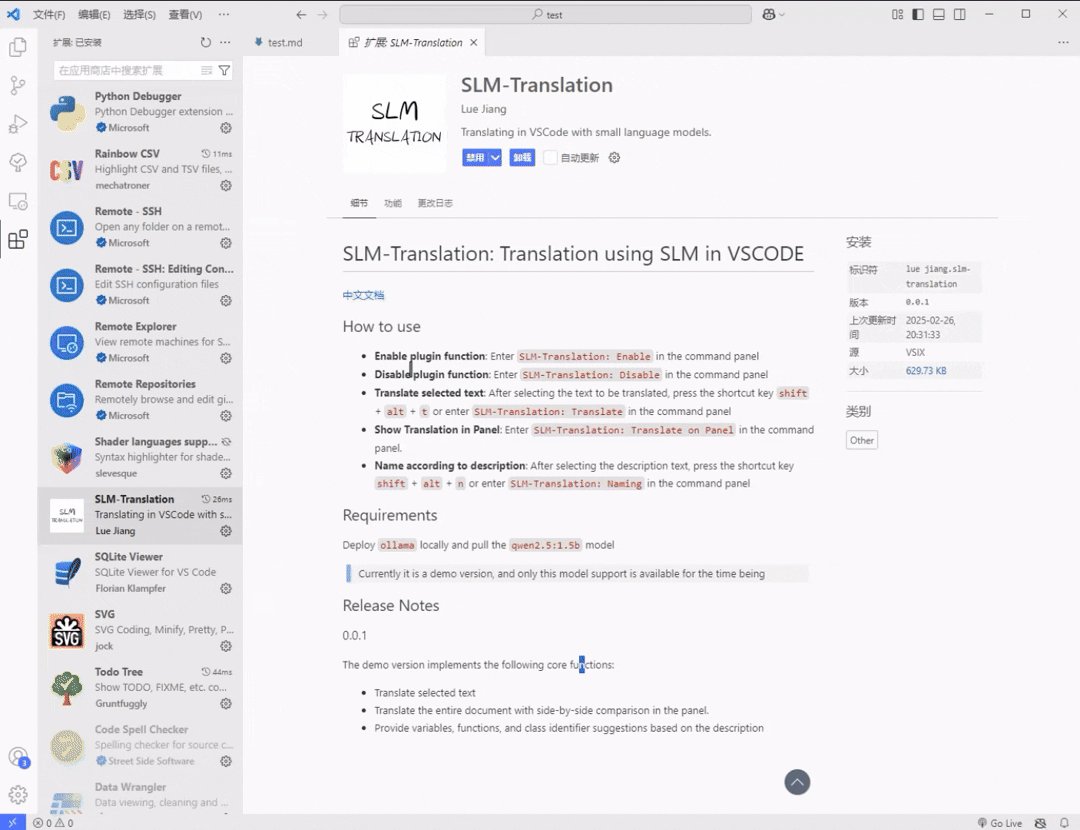 文件(F) 编辑(E) 选择(S) 查看(V) ···
test
扩展: 已安装
在应用商店中搜索扩展
Python Debugger
Python Debugger extension ...
Microsoft
Rainbow CSV 11ms
Highlight CSV and TSV files, ...
mechatroner
Remote - SSH
Open any folder on a remot...
Microsoft
Remote - SSH: Editing Con...
Edit SSH configuration files
Microsoft
Remote Explorer
View remote machines for S...
Microsoft
Remote Repositories
Remotely browse and edit gi...
Microsoft
Shader languages supp...
Syntax highlighter for shade...
slevesque
SLM-Translation 26ms
Translating in VSCode with s...
Lue Jiang
SQLite Viewer
SQLite Viewer for VS Code
Florian Klampfer
SVG
SVG Coding, Minify, Pretty, P...
jock
Todo Tree 44ms
Show TODO, FIXME, etc. co...
Gruntfuggly
Code Spell Checker
Spelling checker for source c...
Street Side Software
Data Wrangler
Data viewing, cleaning and ...
CSV
SLM
TRANSLATION
SVG
3
test.md
扩展: SLM-Translation
SLM
TRANSLATION
SLM-Translation
Lue Jiang
Translating in VSCode with small language models.
禁用 卸载 自动更新
细节 功能 更改日志
SLM-Translation: Translation using SLM in VSCODE
中文文档
How to use
• Enable plugin function: Enter SLM-Translation: Enable in the command panel
• Disable plugin function: Enter SLM-Translation: Disable in the command panel
• Translate selected text: After selecting the text to be translated, press the shortcut key shift
+ alt + t or enter SLM-Translation: Translate in the command panel
• Show Translation in Panel: Enter SLM-Translation: Translate on Panel in the command
panel.
• Name according to description: After selecting the description text, press the shortcut key
shift + alt + n or enter SLM-Translation: Naming in the command panel
Requirements
Deploy ollama locally and pull the qwen2.5:1.5b model
Currently it is a demo version, and only this model support is available for the time being
Release Notes
0.0.1
The demo version implements the following core functions:
• Translate selected text
• Translate the entire document with side-by-side comparison in the panel.
• Provide variables, functions, and class identifier suggestions based on the description
安装
标识符 lue jiang.slm-
translation
版本 0.0.1
上次更新时 2025-02-26,
间 20:31:33
源 VSIX
大小 629.73 KB
类别
Other
0 0
Go Live